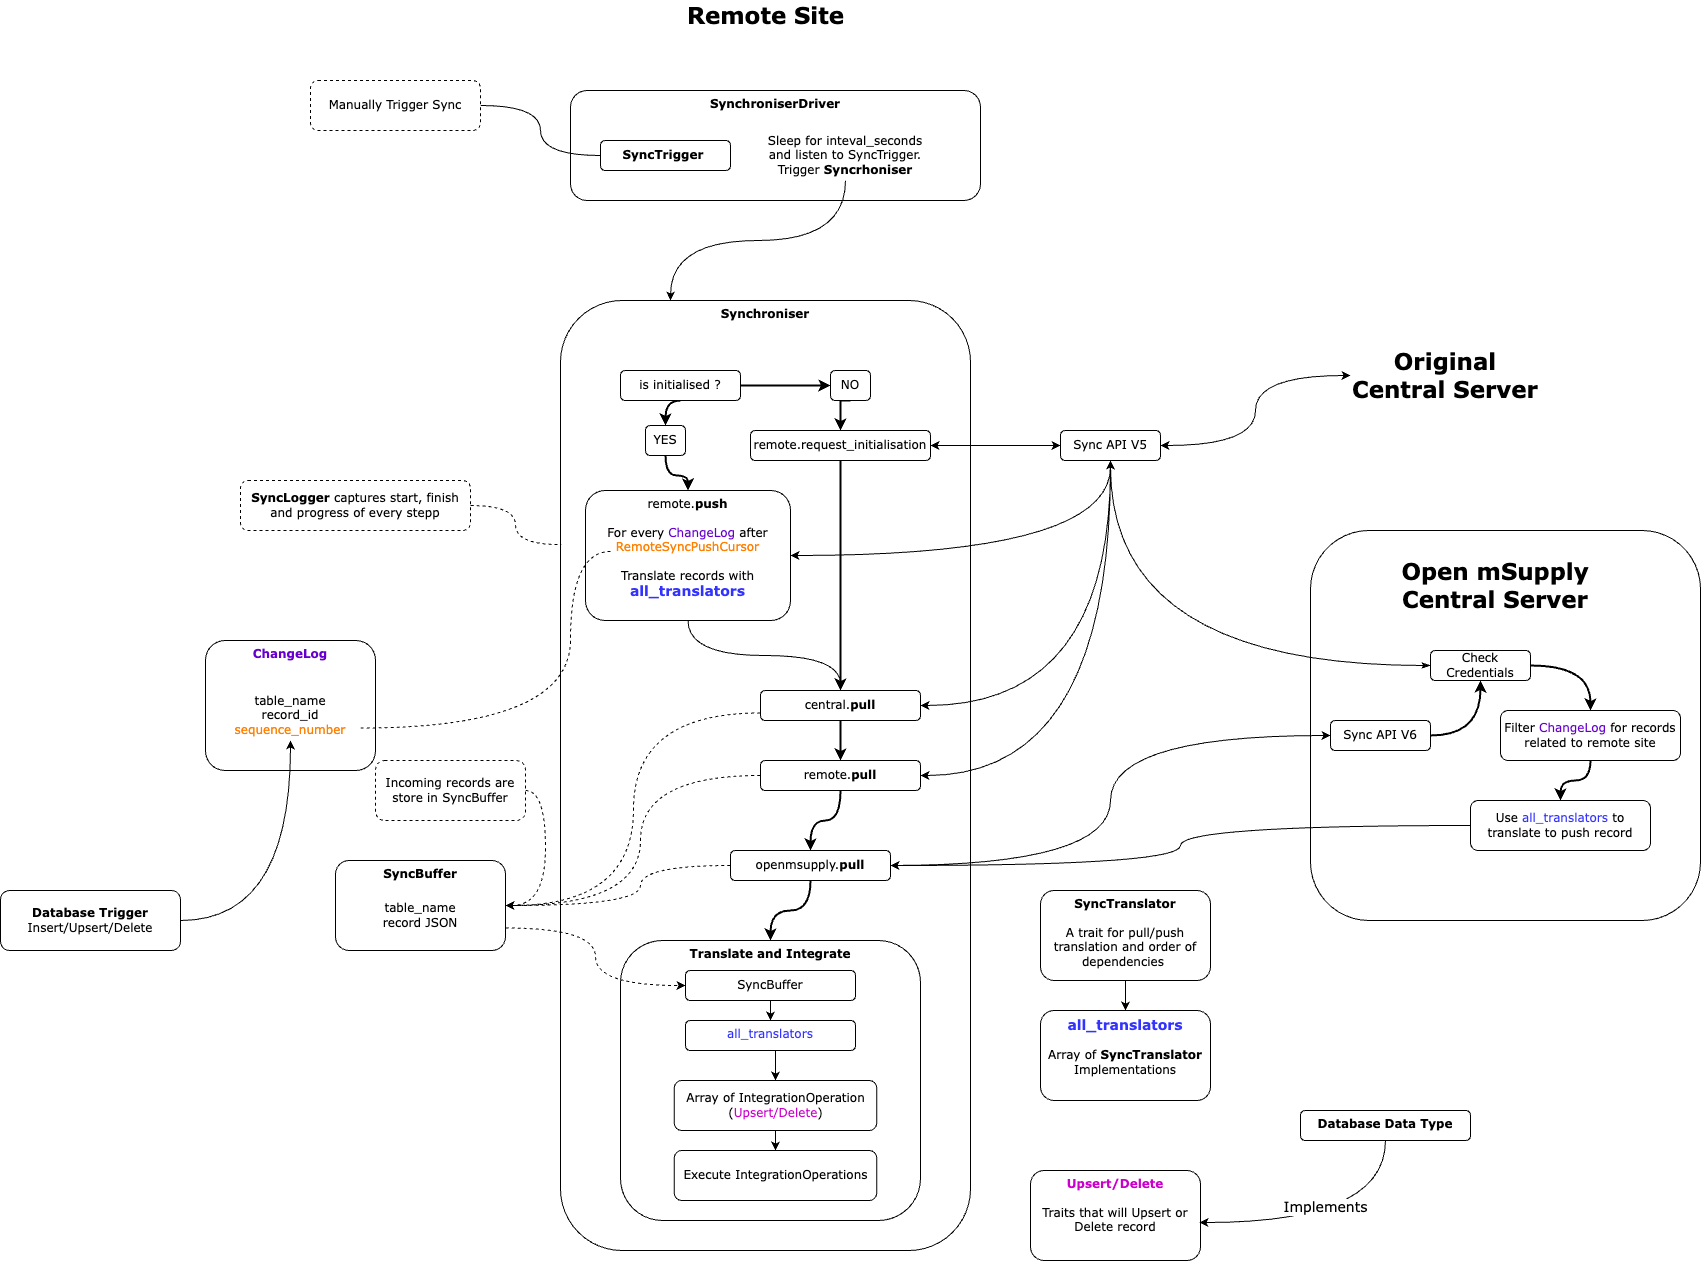 Remote Site
Manually Trigger Sync
SynchroniserDriver
SyncTrigger
Sleep for inteval_seconds
and listen to SyncTrigger.
Trigger Syncrhoniser
Synchroniser
is initialised ?
NO
YES
remote.request_initialisation
Sync API V5
Original
Central Server
SyncLogger captures start, finish
and progress of every stepp
remote.push
For every ChangeLog after
RemoteSyncPushCursor
Translate records with
all_translators
Open mSupply
Central Server
ChangeLog
table_name
record_id
sequence_number
Check
Credentials
central.pull
Sync API V6
Filter ChangeLog for records
related to remote site
Incoming records are
store in SyncBuffer
remote.pull
Use all_translators to
translate to push record
openmsupply.pull
SyncBuffer
table_name
record JSON
Database Trigger
Insert/Upsert/Delete
SyncTranslator
A trait for pull/push
translation and order of
dependencies
Translate and Integrate
SyncBuffer
all_translators
all_translators
Array of SyncTranslator
Implementations
Array of IntegrationOperation
(Upsert/Delete)
Execute IntegrationOperations
Database Data Type
Upsert/Delete
Traits that will Upsert or
Delete record
Implements